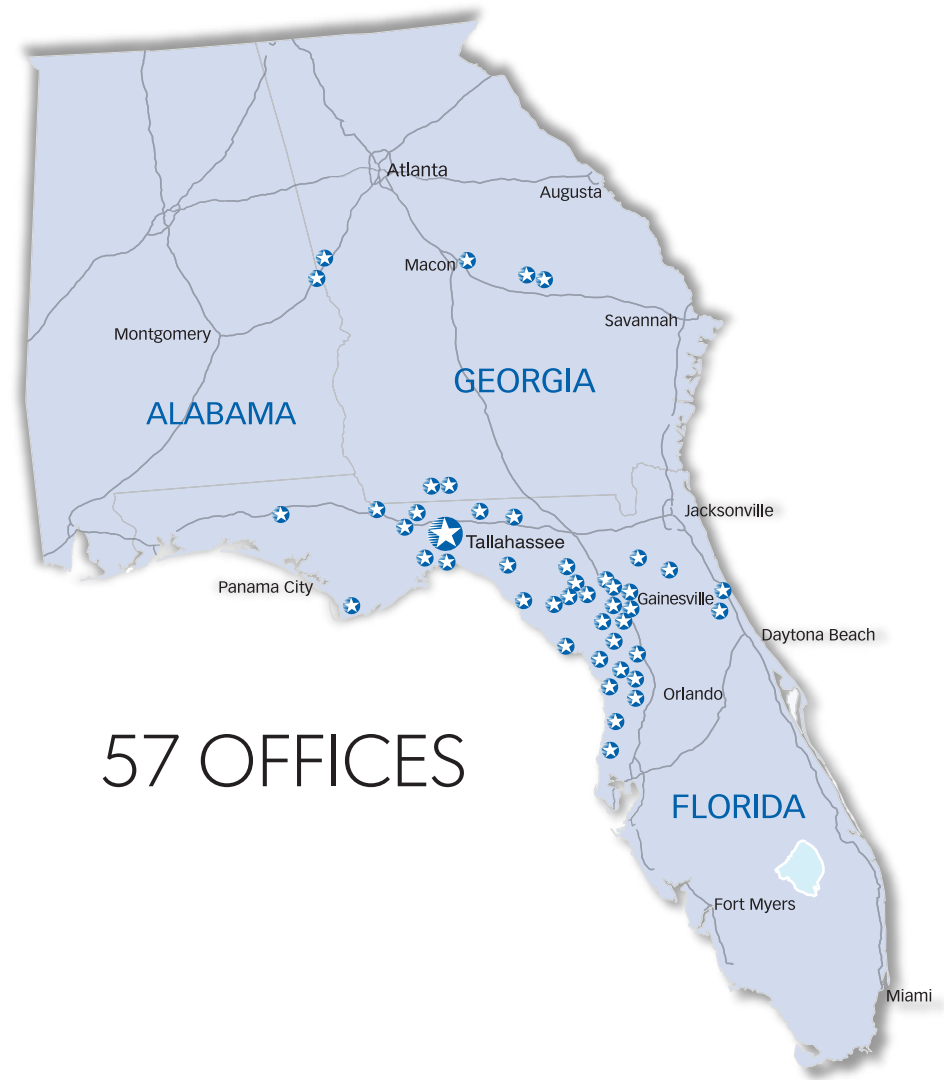 Atlanta
Augusta
Macon
Savannah
Montgomery
GEORGIA
ALABAMA
Jacksonville
Tallahassee
Panama City
Gainesville
Daytona Beach
Orlando
57 OFFICES
FLORIDA
Fort Myers
Miami